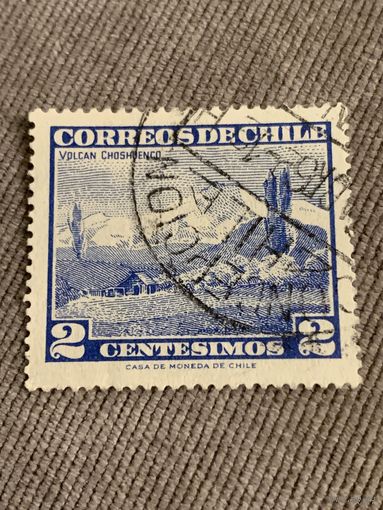 CORREOS DE CHILE
VOLCAN CHOSHUENCO
2 CENTESIMOS 2
CASA DE MONEDA DE CHILE